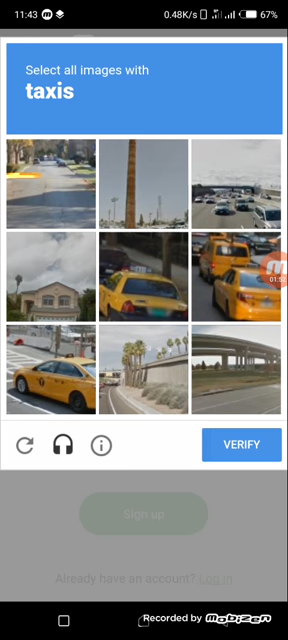 11:43
0.48K/s
67%
Select all images with
taxis
VERIFY
Sign up
Already have an account? Log in
Recorded by MOBIZEN